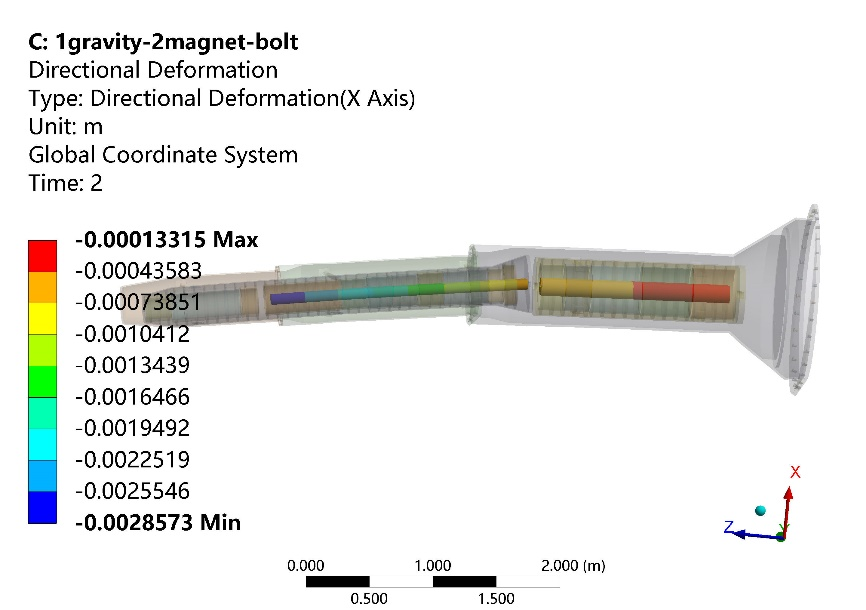 C: 1gravity-2magnet-bolt
Directional Deformation
Type: Directional Deformation(X Axis)
Unit: m
Global Coordinate System
Time: 2
-0.00013315 Max
-0.00043583
-0.00073851
-0.0010412
-0.0013439
-0.0016466
-0.0019492
-0.0022519
-0.0025546
-0.0028573 Min
X
Z
Y
0.000 1.000 2.000 (m)
0.500 1.500